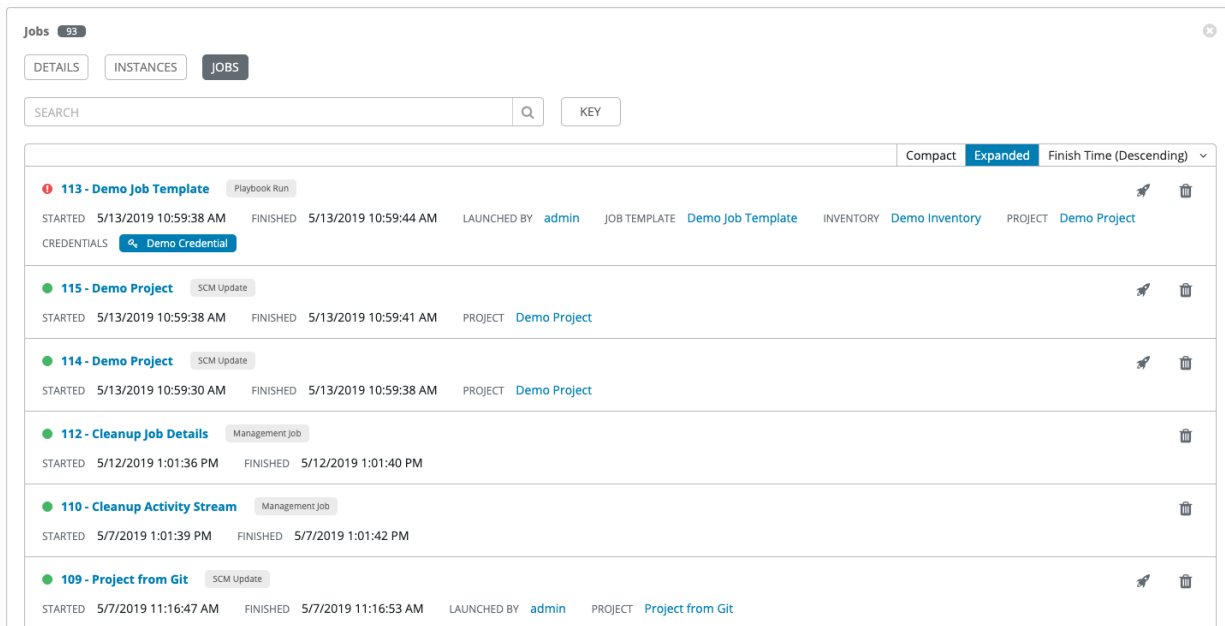 Jobs 93
DETAILS INSTANCES JOBS
SEARCH KEY
Compact Expanded Finish Time (Descending)
113 - Demo Job Template Playbook Run
STARTED 5/13/2019 10:59:38 AM FINISHED 5/13/2019 10:59:44 AM LAUNCHED BY admin JOB TEMPLATE Demo Job Template INVENTORY Demo Inventory PROJECT Demo Project
CREDENTIALS Demo Credential
115 - Demo Project SCM Update
STARTED 5/13/2019 10:59:38 AM FINISHED 5/13/2019 10:59:41 AM PROJECT Demo Project
114 - Demo Project SCM Update
STARTED 5/13/2019 10:59:30 AM FINISHED 5/13/2019 10:59:38 AM PROJECT Demo Project
112 - Cleanup Job Details Management Job
STARTED 5/12/2019 1:01:36 PM FINISHED 5/12/2019 1:01:40 PM
110 - Cleanup Activity Stream Management Job
STARTED 5/7/2019 1:01:39 PM FINISHED 5/7/2019 1:01:42 PM
109 - Project from Git SCM Update
STARTED 5/7/2019 11:16:47 AM FINISHED 5/7/2019 11:16:53 AM LAUNCHED BY admin PROJECT Project from Git